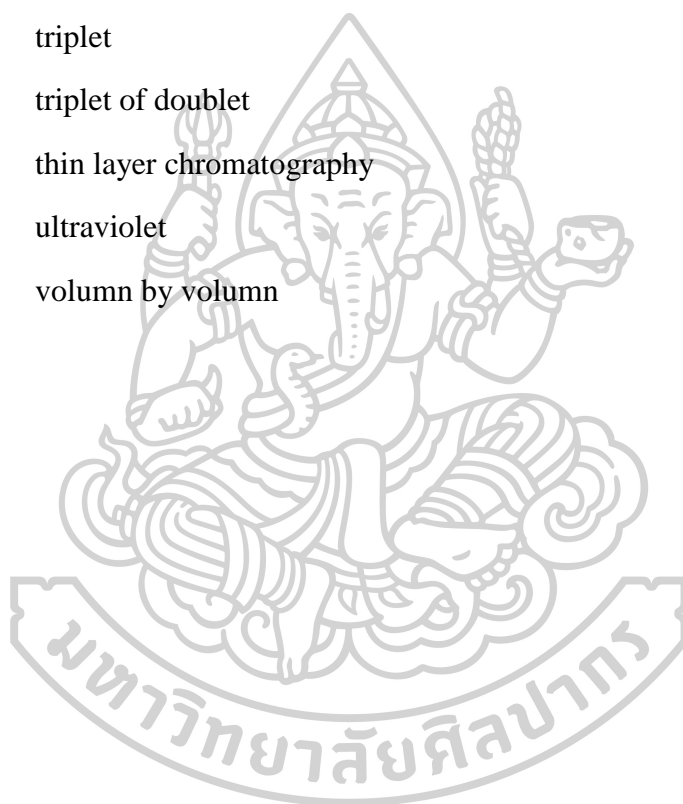 triplet
triplet of doublet
thin layer chromatography
ultraviolet
volumn by volumn
มหาวิทยาลัยศิลปากร